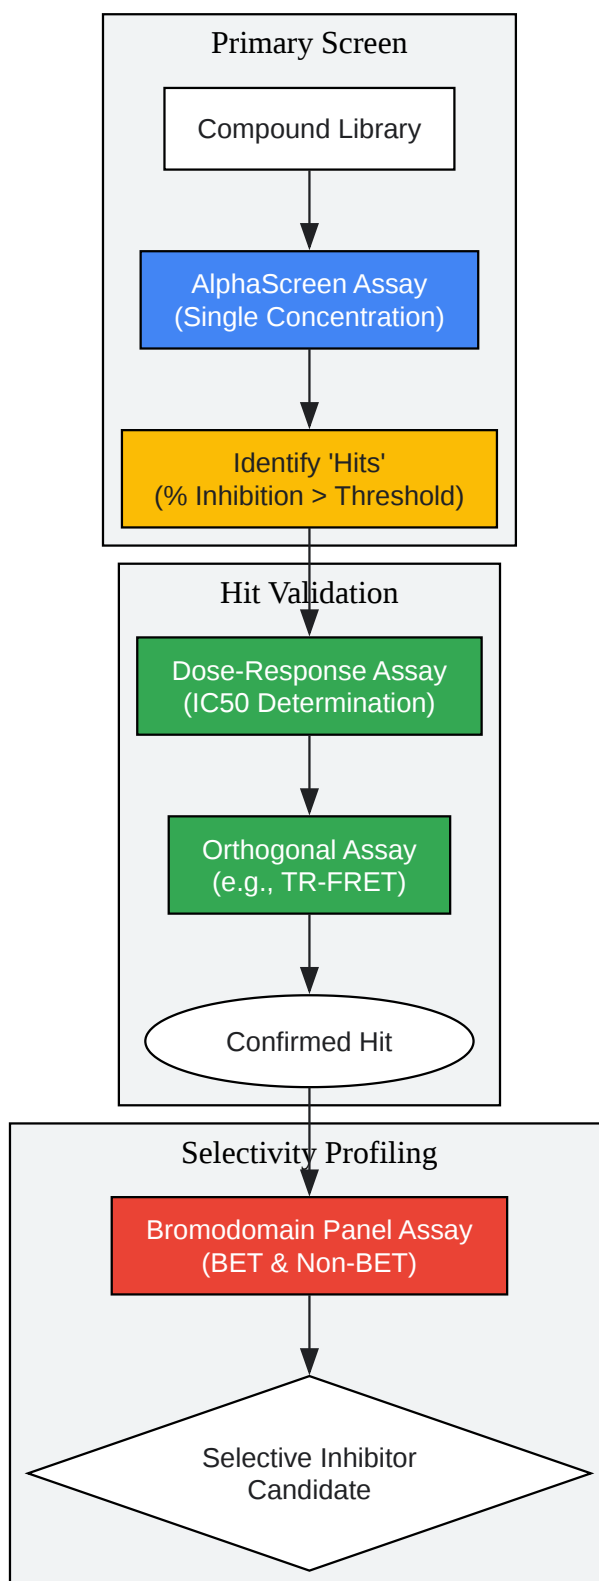 Primary Screen
Compound Library
AlphaScreen Assay
(Single Concentration)
Identify 'Hits'
(% Inhibition > Threshold)
Hit Validation
Dose-Response Assay
(IC50 Determination)
Orthogonal Assay
(e.g., TR-FRET)
Confirmed Hit
Selectivity Profiling
Bromodomain Panel Assay
(BET & Non-BET)
Selective Inhibitor
Candidate